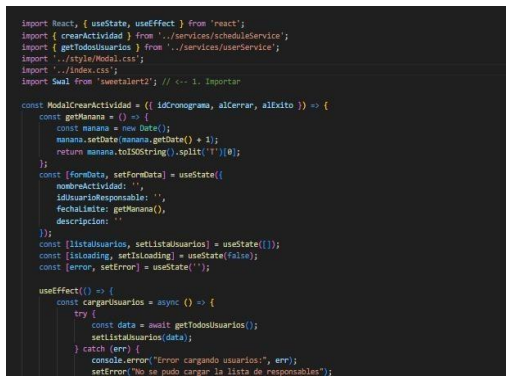 import React, { useState, useEffect } from 'react';
import { crearActividad } from '../services/scheduleService';
import { getTodosUsuarios } from '../services/userService';
import '../style/Modal.css';
import '../index.css';
import Swal from 'sweetalert2'; // <-- 1. Importar
const ModalCrearActividad = ({ idCronograma, alCerrar, alExito }) => {
const getManana = () => {
const manana = new Date();
manana.setDate(manana.getDate() + 1);
return manana.toISOString().split('T')[0];
};
const [formData, setFormData] = useState({
nombreActividad: '',
idUsuarioResponsable: '',
fechaLimite: getManana(),
descripcion: ''
});
const [listaUsuarios, setListaUsuarios] = useState([]);
const [isLoading, setIsLoading] = useState(false);
const [error, setError] = useState('');
useEffect(() => {
const cargarUsuarios = async () => {
try {
const data = await getTodosUsuarios();
setListaUsuarios(data);
} catch (err) {
console.error("Error cargando usuarios:", err);
setError("No se pudo cargar la lista de responsables");